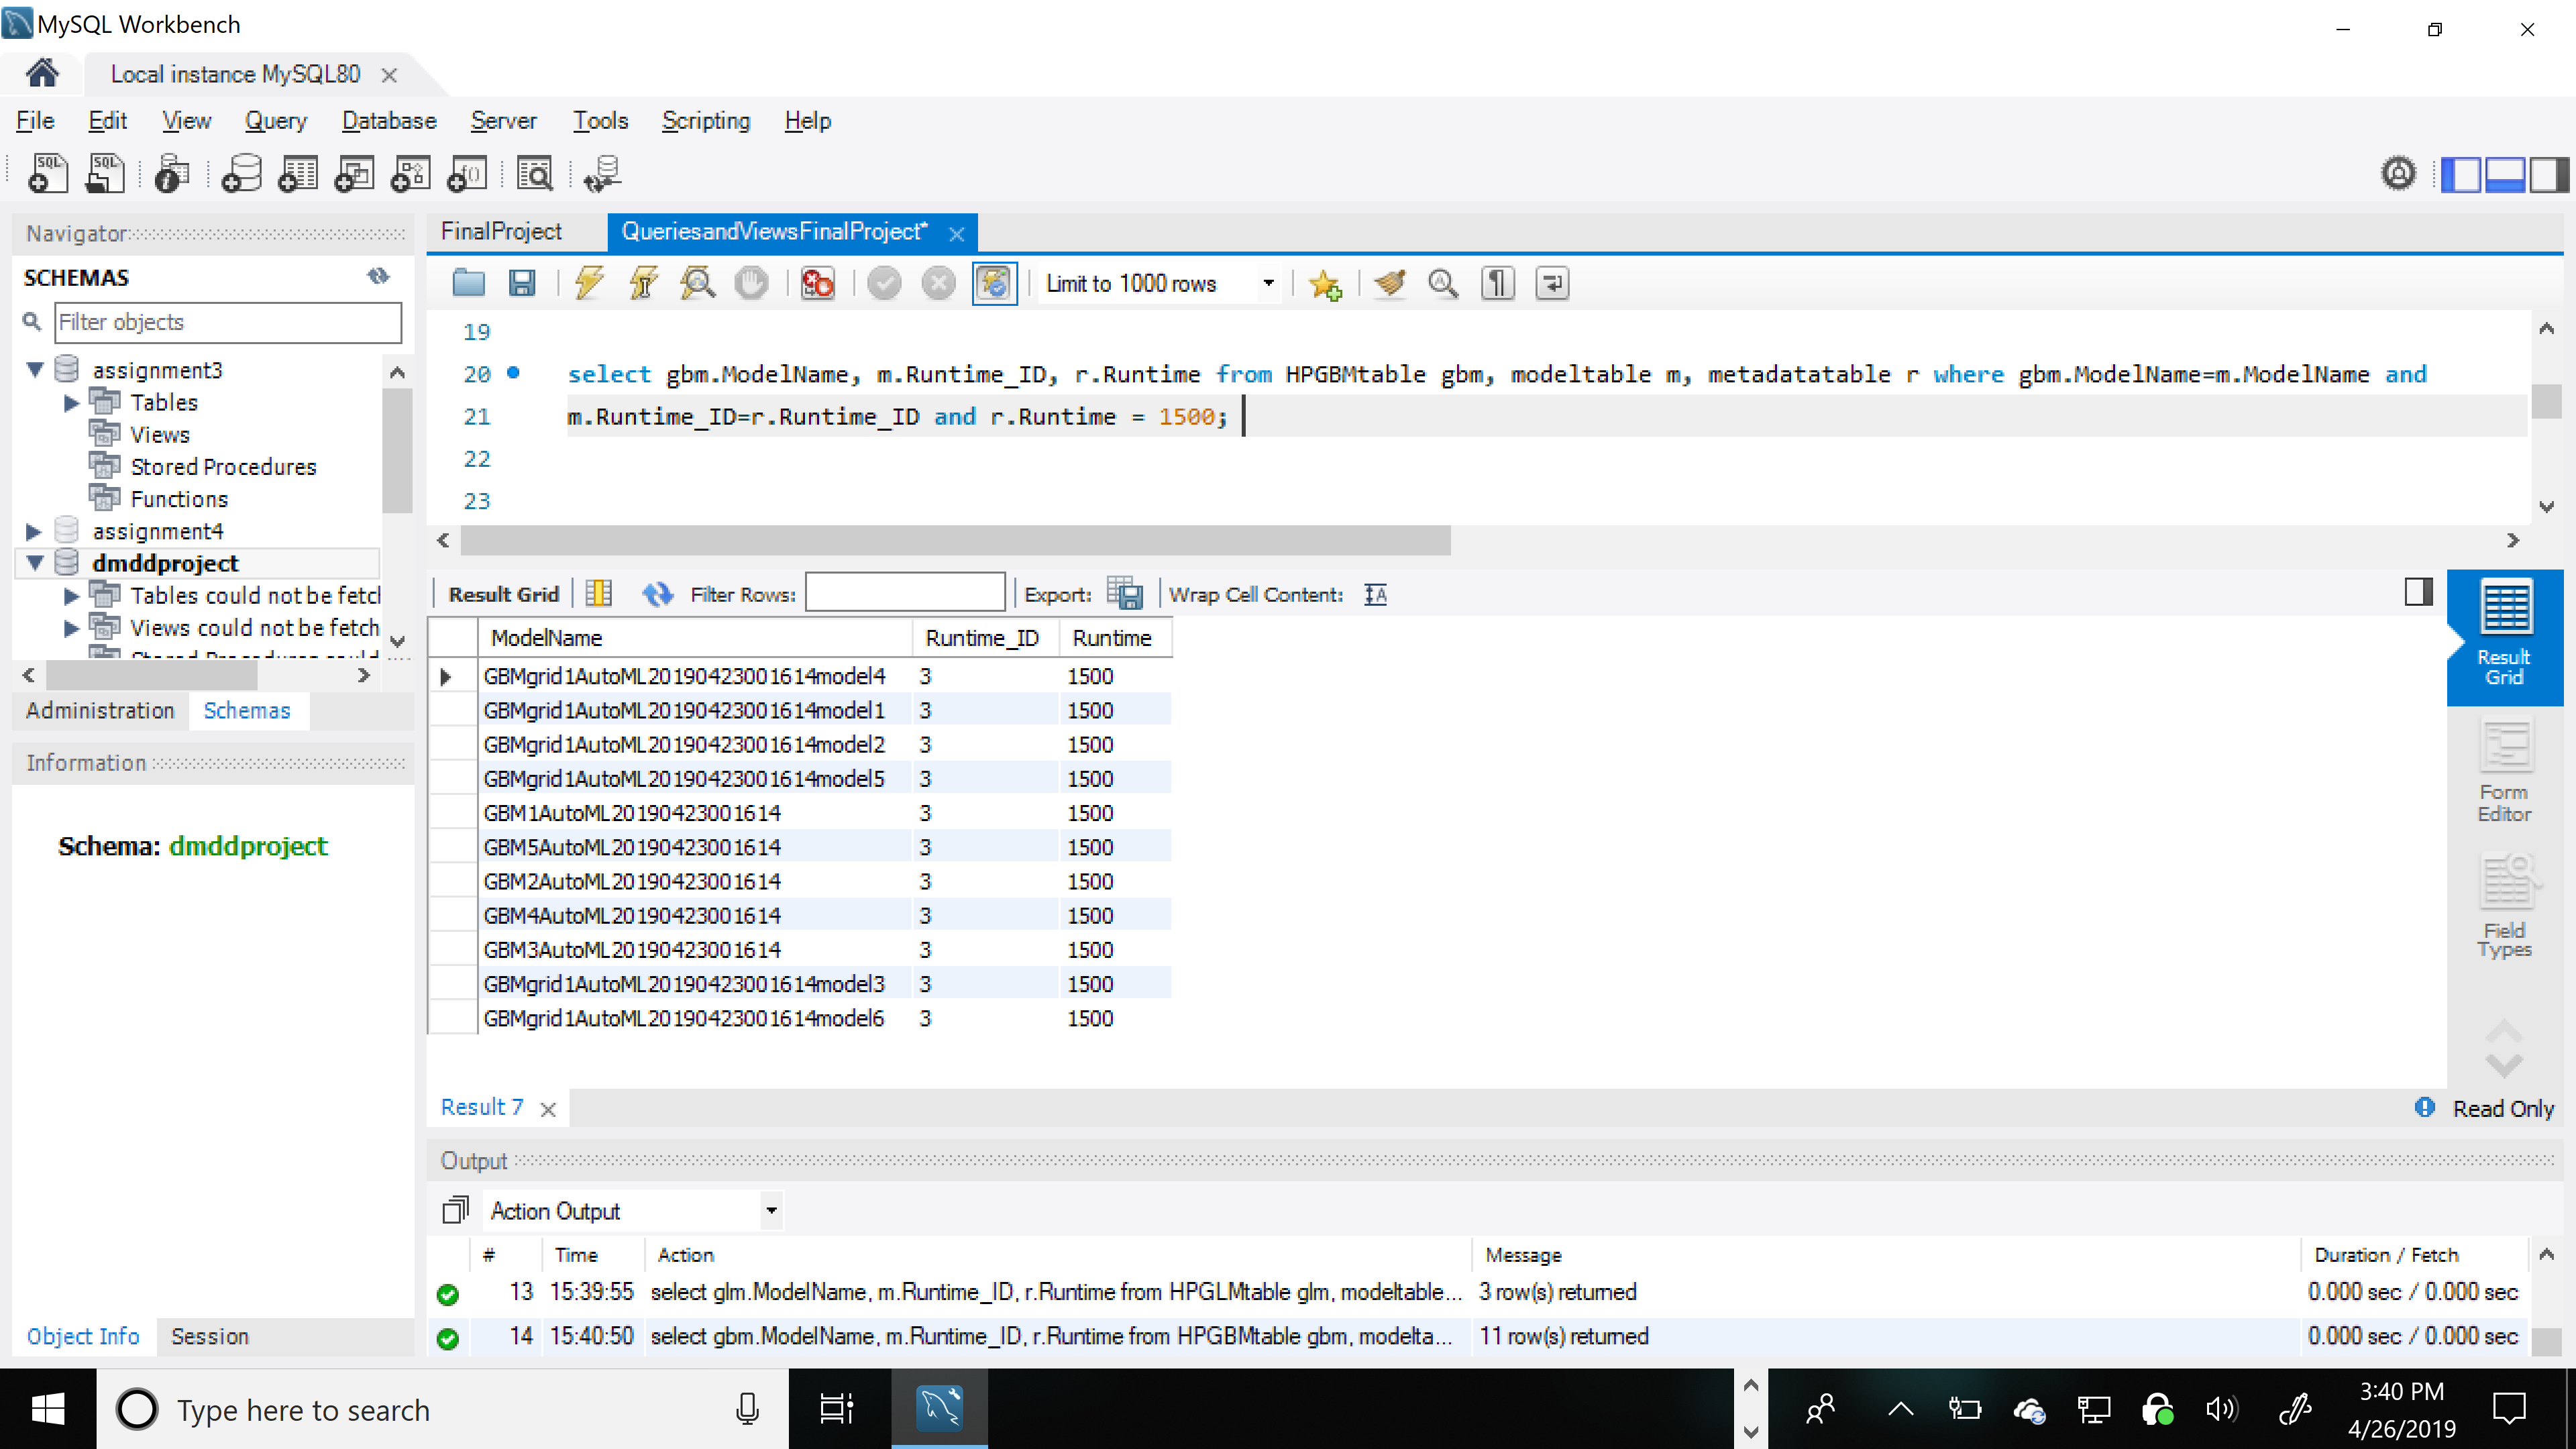 MySQL Workbench
Local instance MySQL80
File Edit View Query Database Server Tools Scripting Help
Navigator
SCHEMAS
Filter objects
assignment3
Tables
Views
Stored Procedures
Functions
assignment4
dmddproject
Tables could not be fetch
Views could not be fetch
Administration Schemas
Information
Schema: dmddproject
Object Info Session
FinalProject QueriesandViewsFinalProject*
Limit to 1000 rows
19
20 select gbm.ModelName, m.Runtime_ID, r.Runtime from HPGBMtable gbm, modeltable m, metadatatable r where gbm.ModelName=m.ModelName and
21 m.Runtime_ID=r.Runtime_ID and r.Runtime = 1500;
22
23
Result Grid Filter Rows: Export: Wrap Cell Content:
ModelName Runtime_ID Runtime
GBMgrid1AutoML20190423001614model4 3 1500
GBMgrid1AutoML20190423001614model1 3 1500
GBMgrid1AutoML20190423001614model2 3 1500
GBMgrid1AutoML20190423001614model5 3 1500
GBM1AutoML20190423001614 3 1500
GBM5AutoML20190423001614 3 1500
GBM2AutoML20190423001614 3 1500
GBM4AutoML20190423001614 3 1500
GBM3AutoML20190423001614 3 1500
GBMgrid1AutoML20190423001614model3 3 1500
GBMgrid1AutoML20190423001614model6 3 1500
Result
Grid
Form
Editor
Field
Types
Result 7
Read Only
Output
Action Output
# Time Action Message Duration / Fetch
13 15:39:55 select glm.ModelName, m.Runtime_ID, r.Runtime from HPGLMtable glm, modeltable... 3 row(s) returned 0.000 sec / 0.000 sec
14 15:40:50 select gbm.ModelName, m.Runtime_ID, r.Runtime from HPGBMtable gbm, modelta... 11 row(s) returned 0.000 sec / 0.000 sec
Type here to search
3:40 PM
4/26/2019